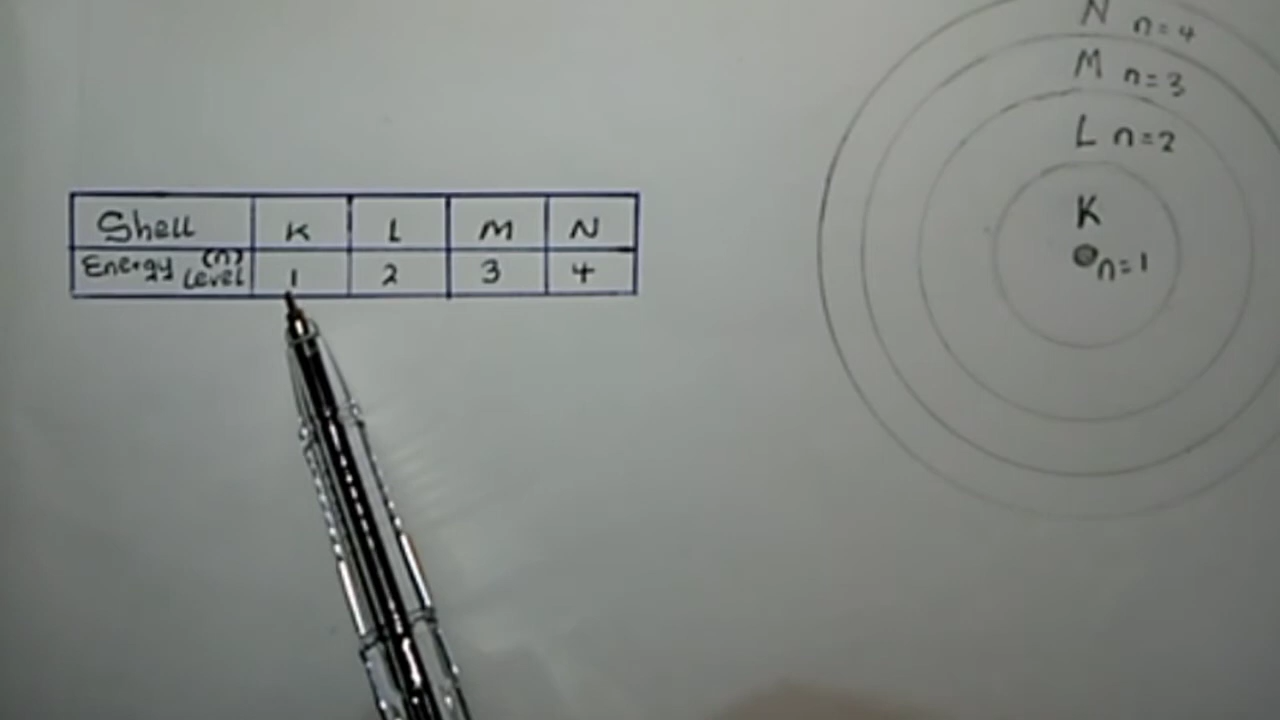 Shell K L M N
Energy Level (n) 1 2 3 4
N n=4
M n=3
L n=2
K
n=1